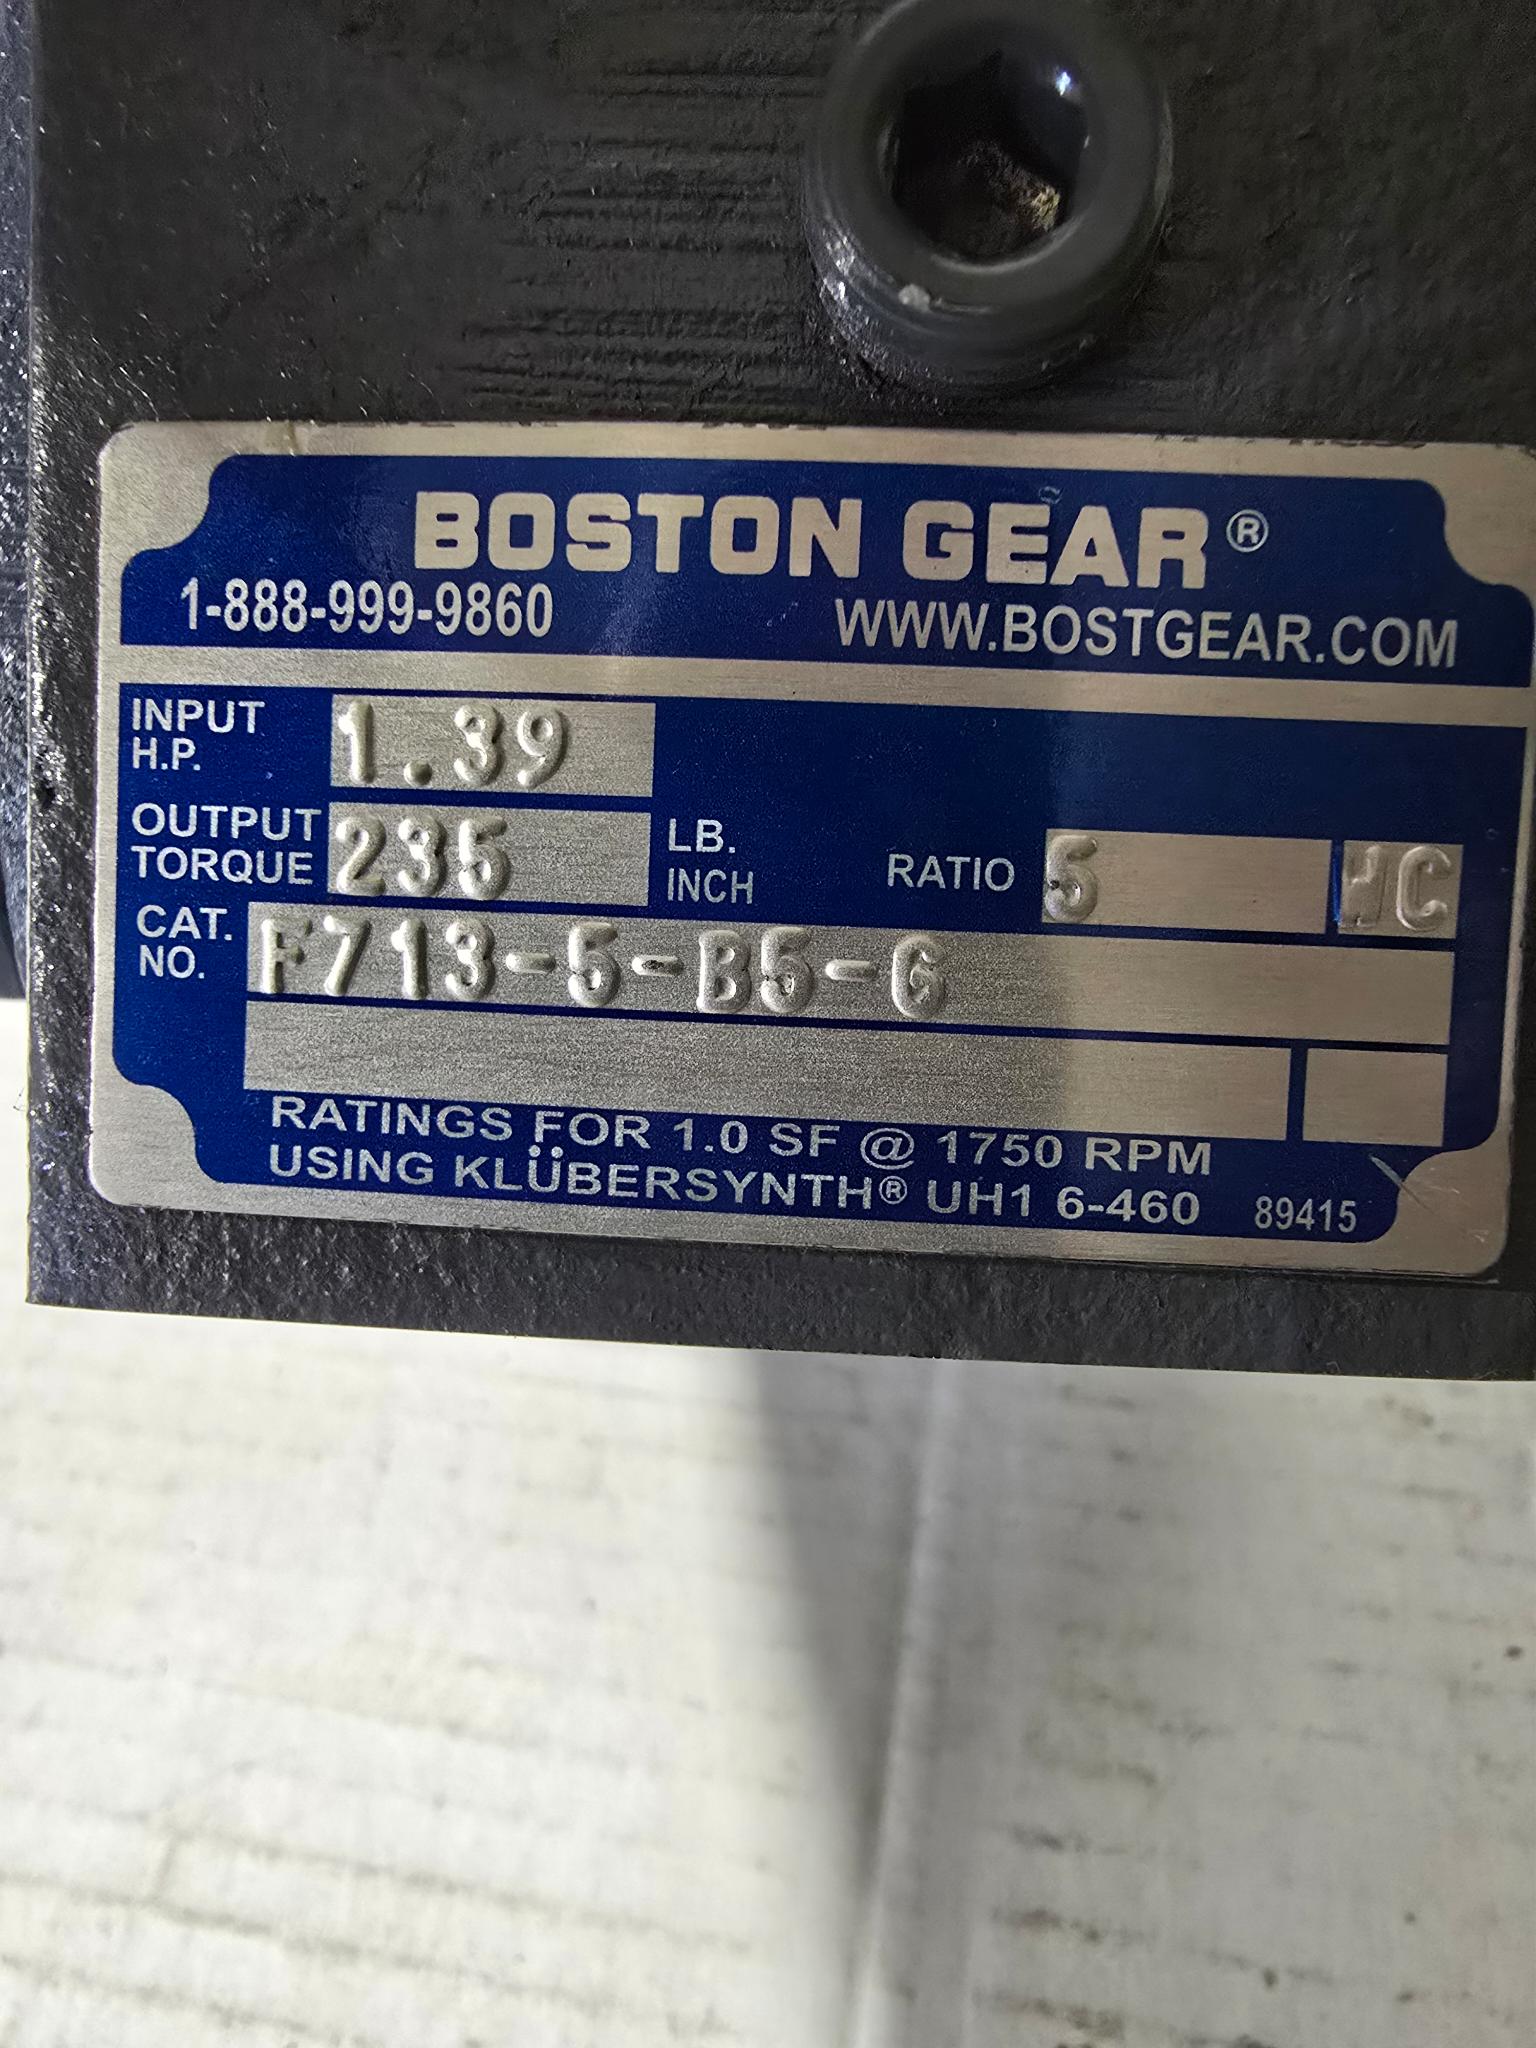 BOSTON GEAR®
1-888-999-9860 WWW.BOSTGEAR.COM
INPUT H.P. 1.39
OUTPUT TORQUE 235 LB. INCH RATIO 5 WC
CAT. NO. F713-5-B5-G
RATINGS FOR 1.0 SF @ 1750 RPM
USING KLÜBERSYNTH® UH1 6-460 89415